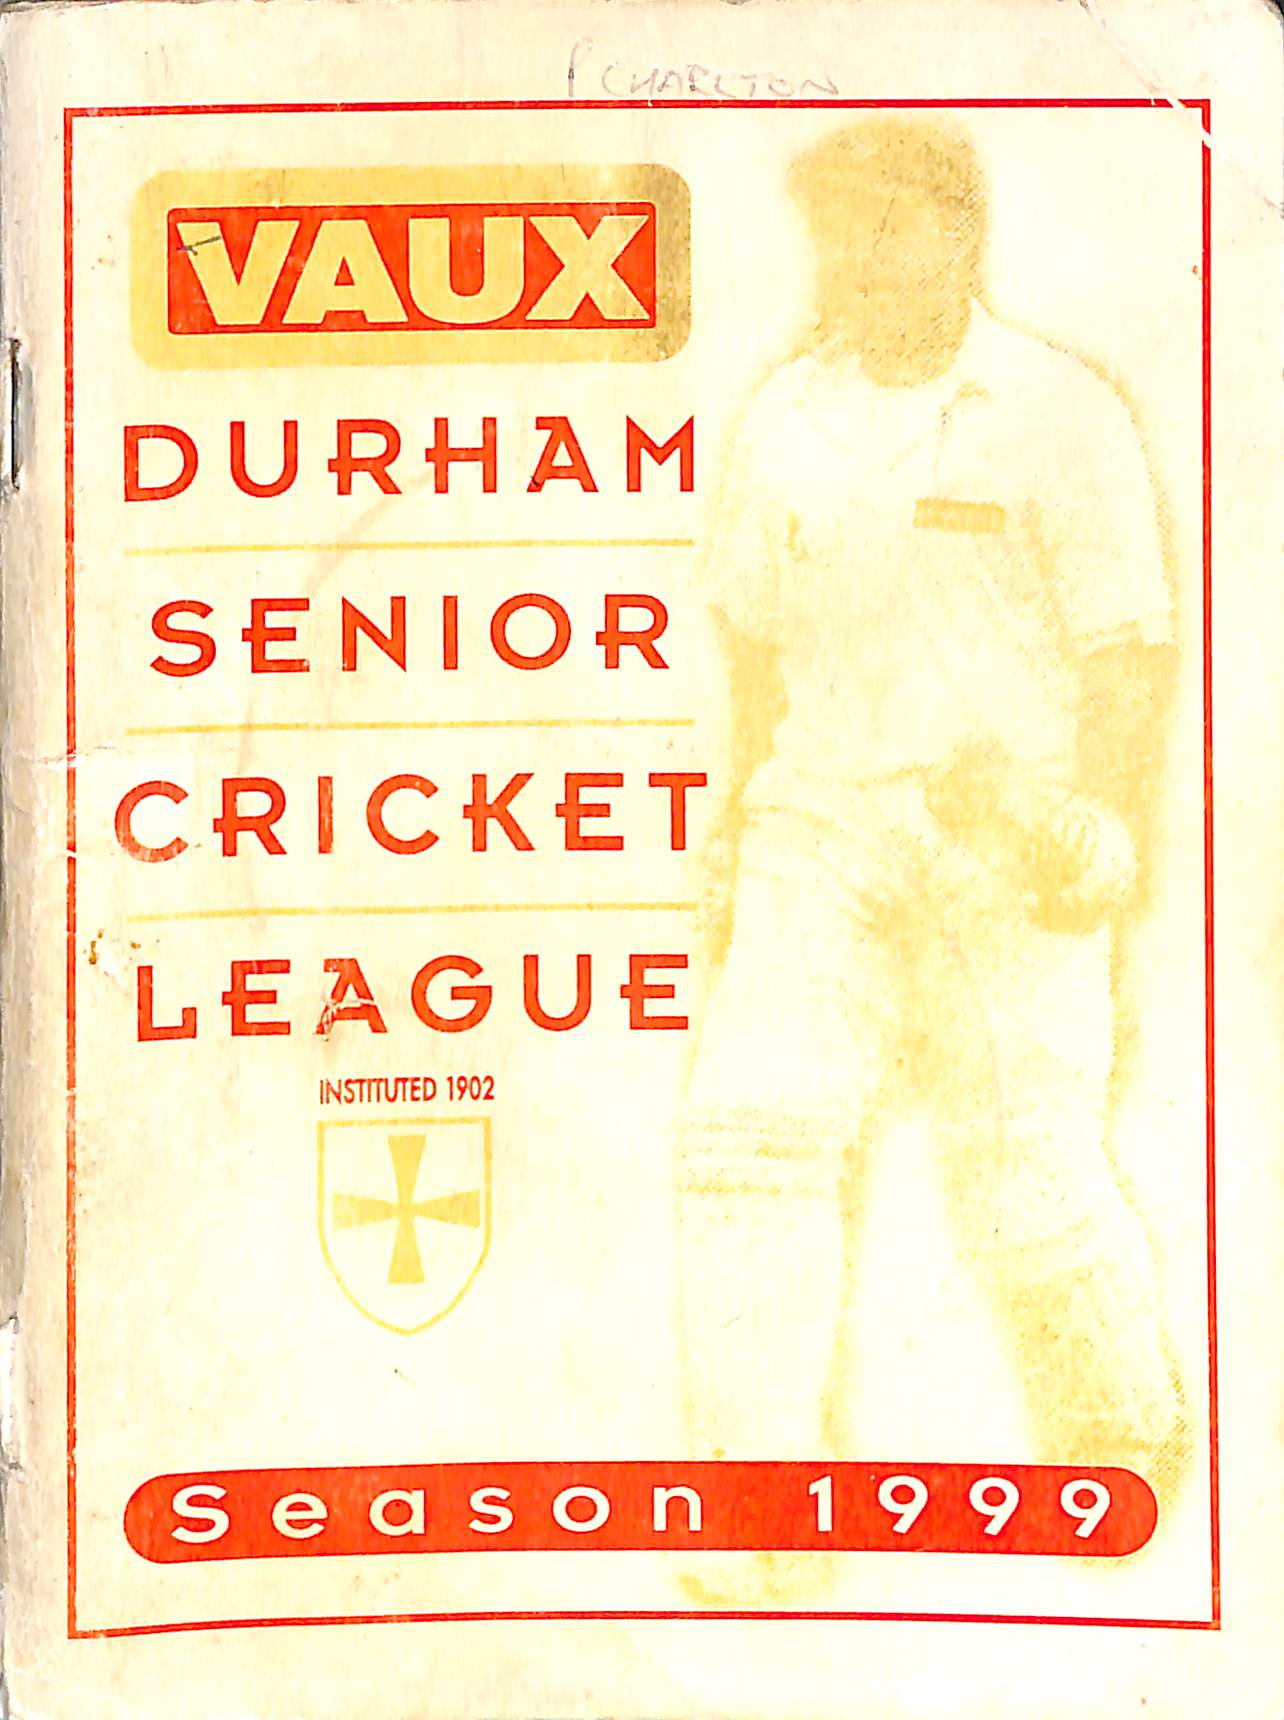 P CHARLTON
VAUX
DURHAM
SENIOR
CRICKET
LEAGUE
INSTITUTED 1902
Season 1999